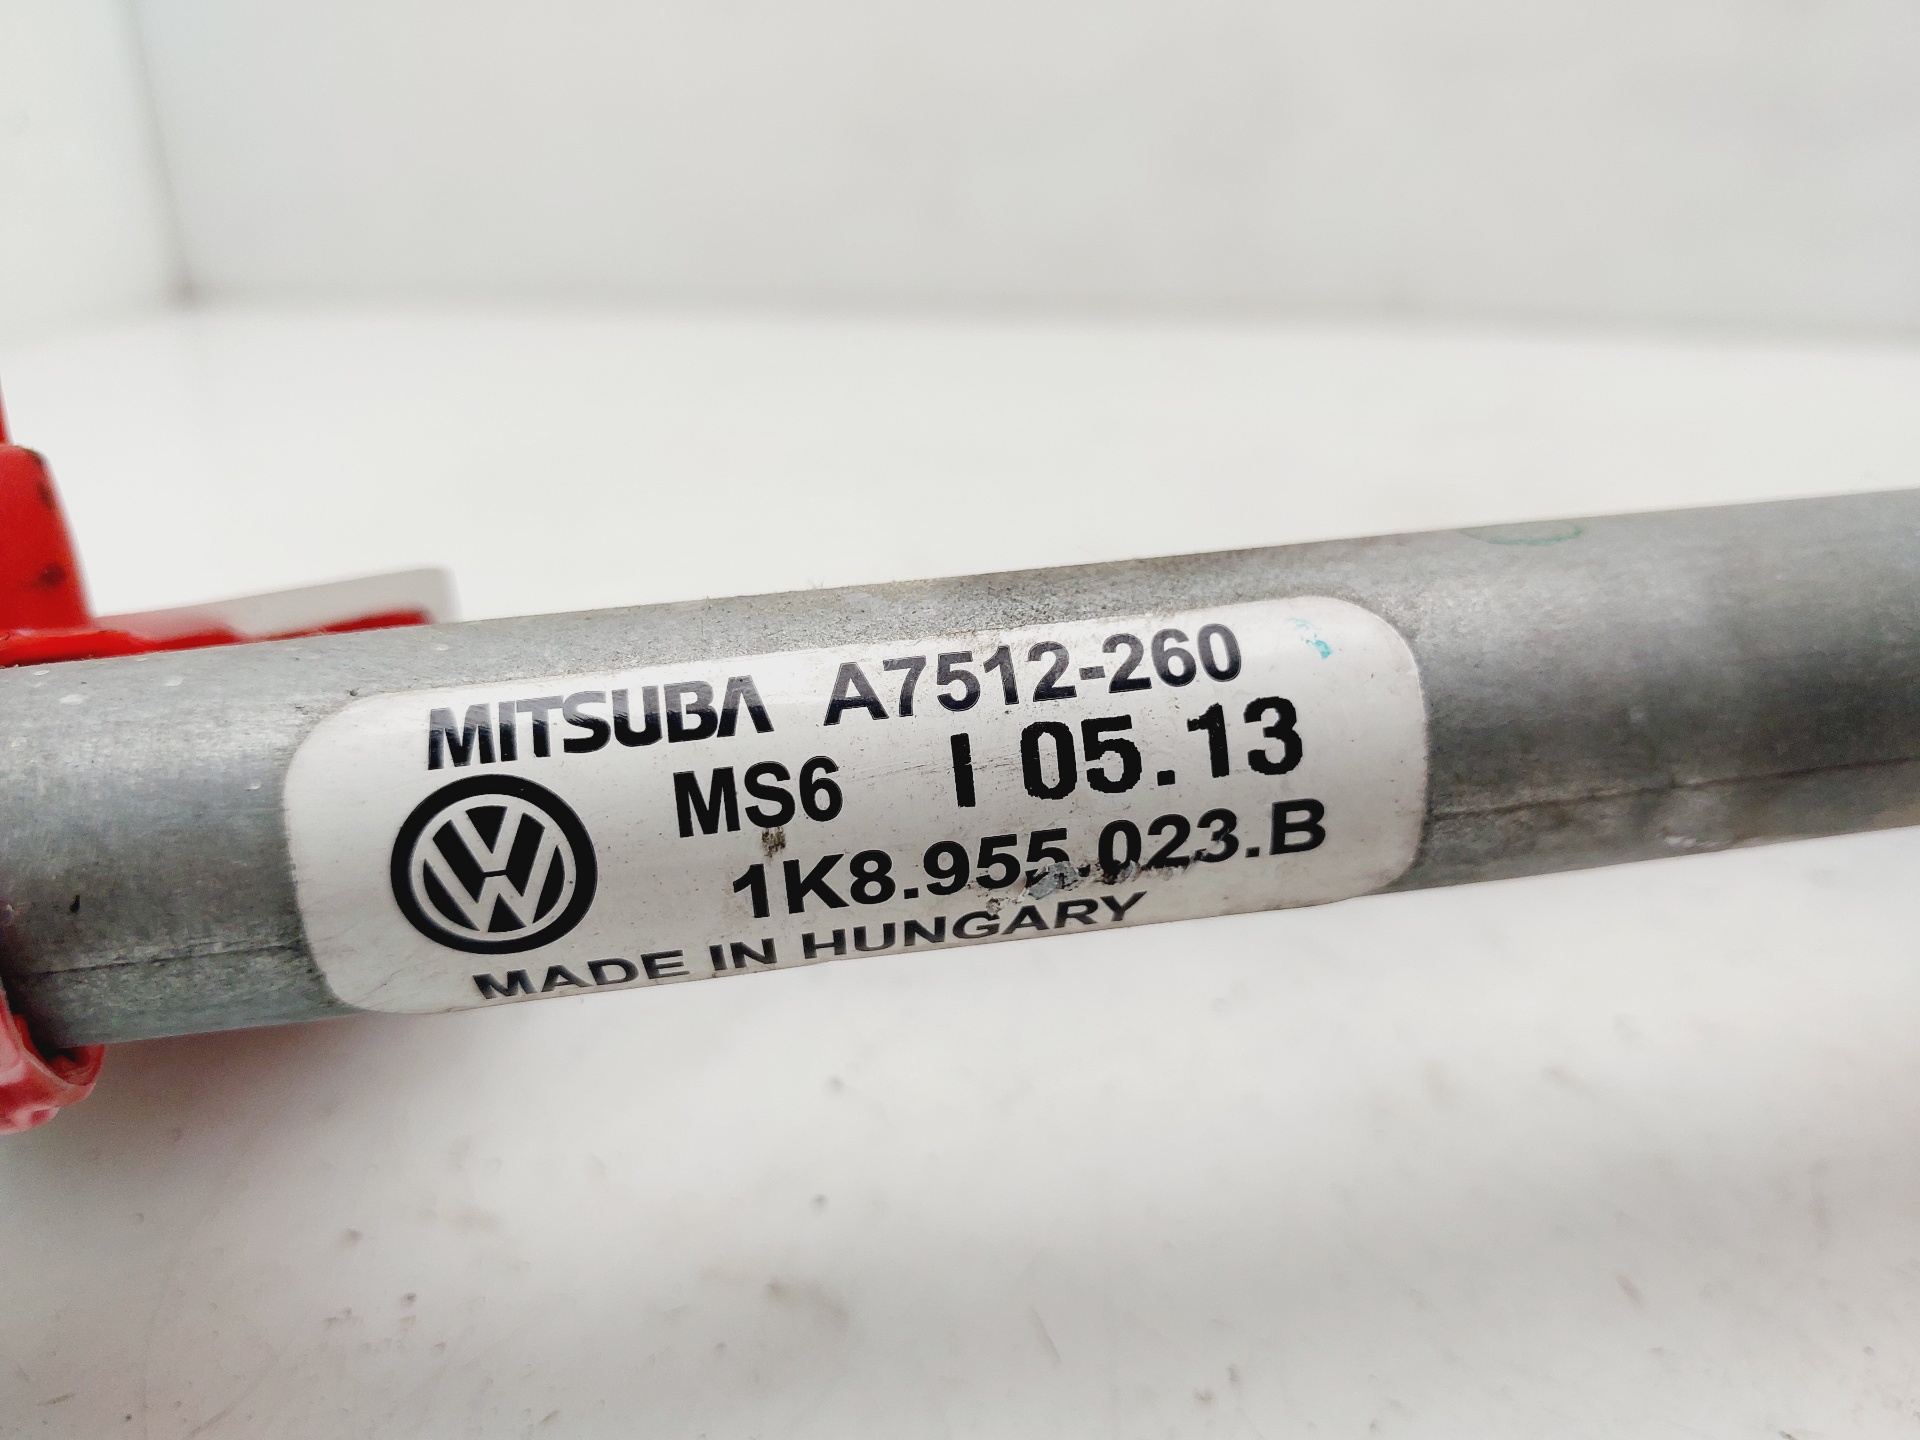 MITSUBA A7512-260
MS6 I 05.13
1K8.955.023.B
MADE IN HUNGARY